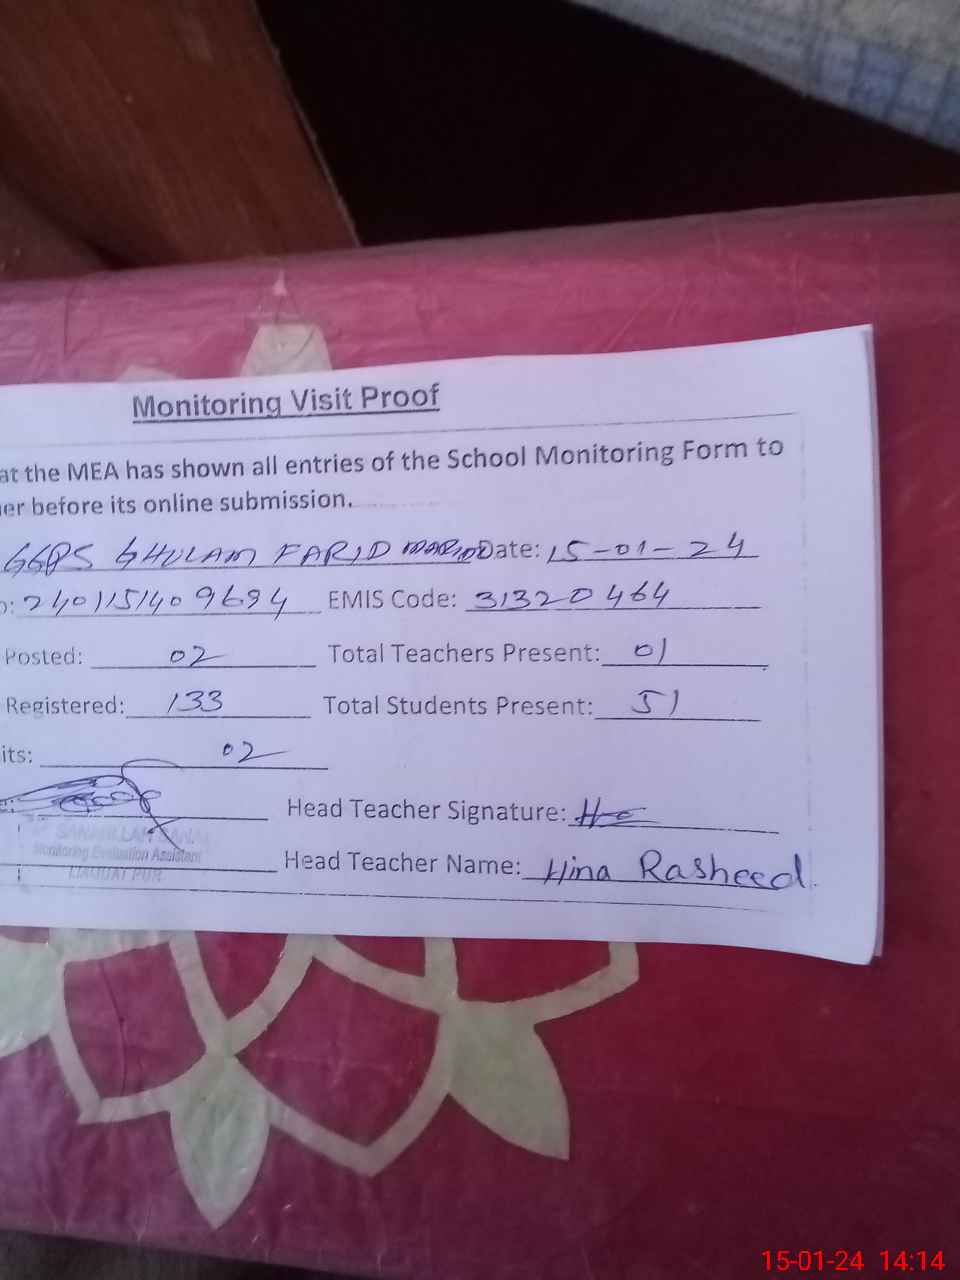 Monitoring Visit Proof
at the MEA has shown all entries of the School Monitoring Form to
er before its online submission.
GGPS GHULAM FARID Date: 15-01-24
: 2401151409694 EMIS Code: 31320464
Posted: 02 Total Teachers Present: 01
Registered: 133 Total Students Present: 51
its: 02
Head Teacher Signature:
Monitoring Evaluation Assistant
Head Teacher Name: Hina Rasheed
LIAQUAT PUR
15-01-24 14:14